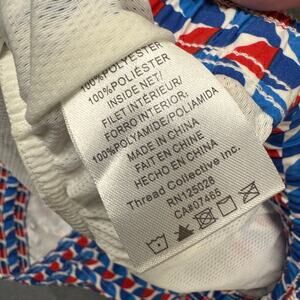 100%POLYESTER
100%POLIÉSTER
INSIDE NET/
FILET INTÉRIEUR/
FORRO INTERIOR,
100%POLYAMIDE/POLIAMIDA
MADE IN CHINA
FAIT EN CHINE
HECHO EN CHINA
Thread Collective Inc.
RN125028
CA#07465